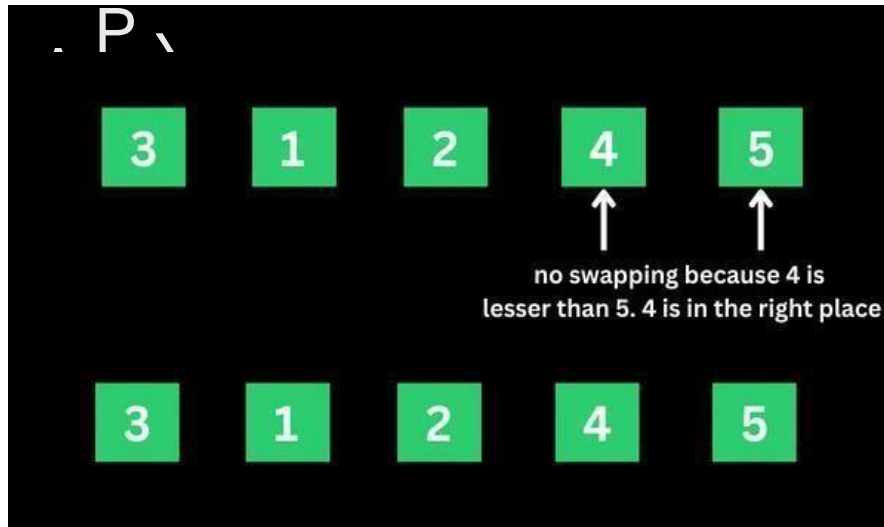 P
3 1 2 4 5
no swapping because 4 is
lesser than 5. 4 is in the right place
3 1 2 4 5